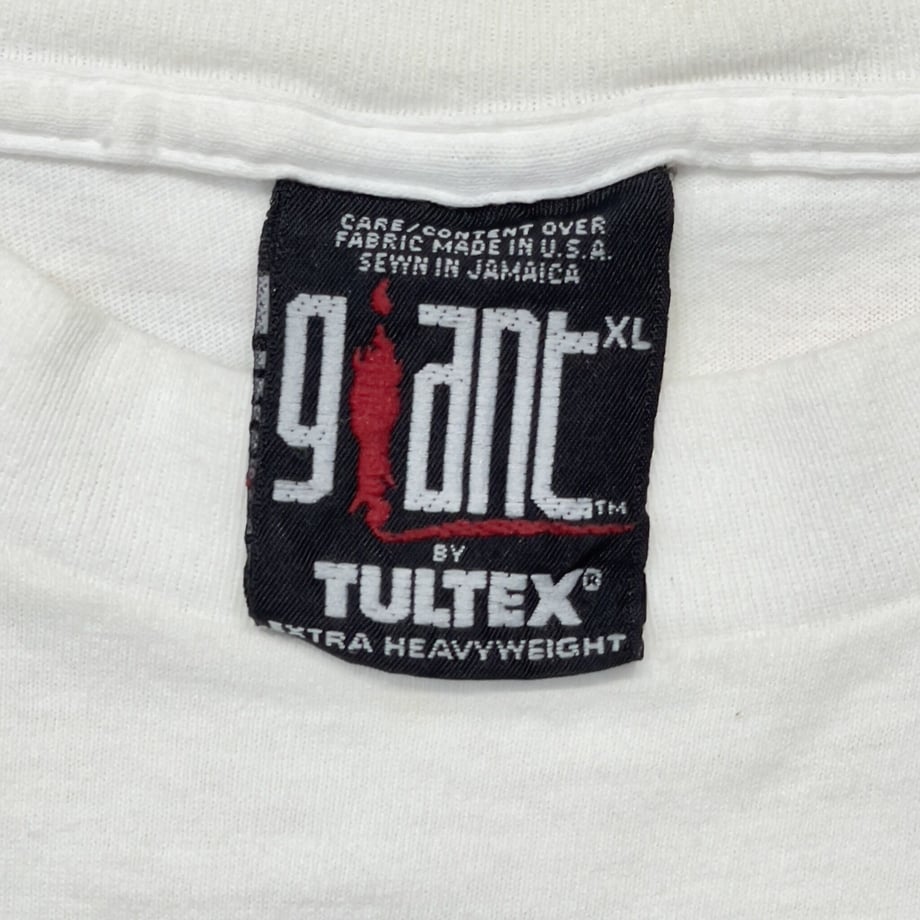 CARE/CONTENT OVER
FABRIC MADE IN U.S.A.
SEWN IN JAMAICA
giant XL
TM
BY
TULTEX®
EXTRA HEAVYWEIGHT